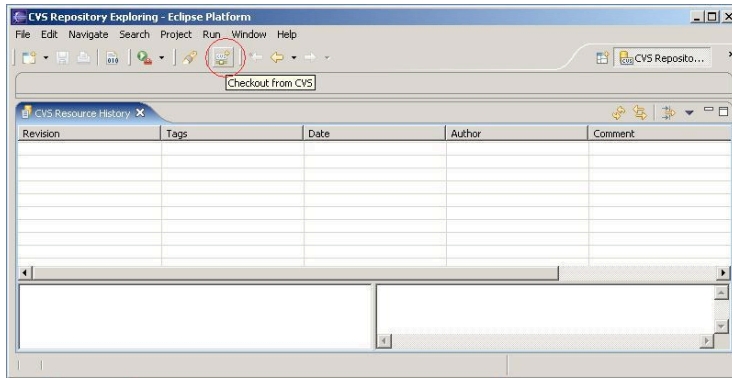 CVS Repository Exploring - Eclipse Platform
File Edit Navigate Search Project Run Window Help
CVS Reposito...
Checkout from CVS
CVS Resource History
Revision Tags Date Author Comment